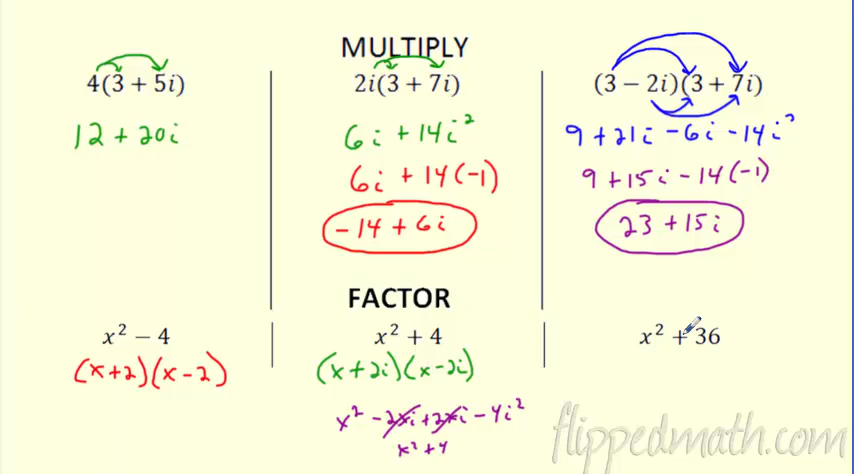 MULTIPLY
4(3 + 5i)
12 + 20i
2i(3 + 7i)
6i + 14i²
6i + 14(-1)
-14 + 6i
(3 − 2i)(3 + 7i)
9 + 21i - 6i - 14i²
9 + 15i - 14(-1)
23 + 15i
FACTOR
x² − 4
(x+2)(x-2)
x² + 4
(x+2i)(x-2i)
x² - 2xi + 2xi - 4i²
x² + 4
x² + 36
flippedmath.com